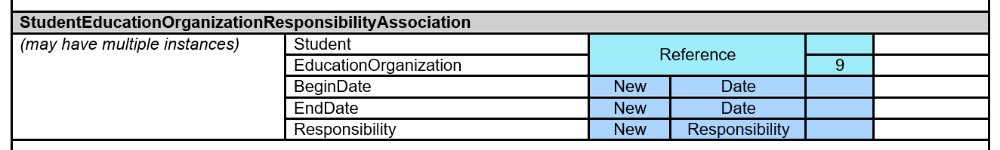 StudentEducationOrganizationResponsibilityAssociation
(may have multiple instances) Student Reference
EducationOrganization 9
BeginDate New Date
EndDate New Date
Responsibility New Responsibility